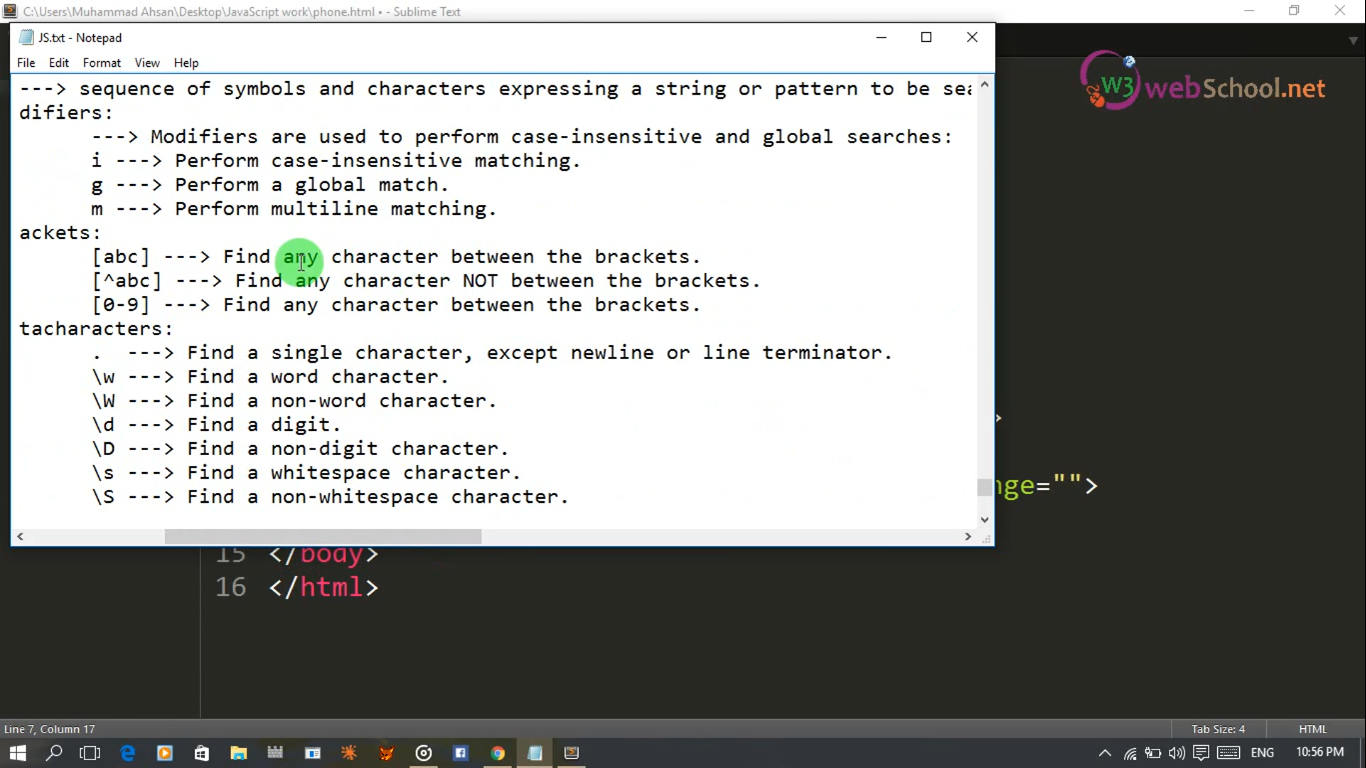 C:\Users\Muhammad Ahsan\Desktop\JavaScript work\phone.html • - Sublime Text
JS.txt - Notepad
File Edit Format View Help
---> sequence of symbols and characters expressing a string or pattern to be sea
difiers:
---> Modifiers are used to perform case-insensitive and global searches:
i ---> Perform case-insensitive matching.
g ---> Perform a global match.
m ---> Perform multiline matching.
ackets:
[abc] ---> Find any character between the brackets.
[^abc] ---> Find any character NOT between the brackets.
[0-9] ---> Find any character between the brackets.
tacharacters:
. ---> Find a single character, except newline or line terminator.
\w ---> Find a word character.
\W ---> Find a non-word character.
\d ---> Find a digit.
\D ---> Find a non-digit character.
\s ---> Find a whitespace character.
\S ---> Find a non-whitespace character.
W3 webSchool.net
>
nge="">
15 </body>
16 </html>
Line 7, Column 17 Tab Size: 4 HTML
ENG 10:56 PM